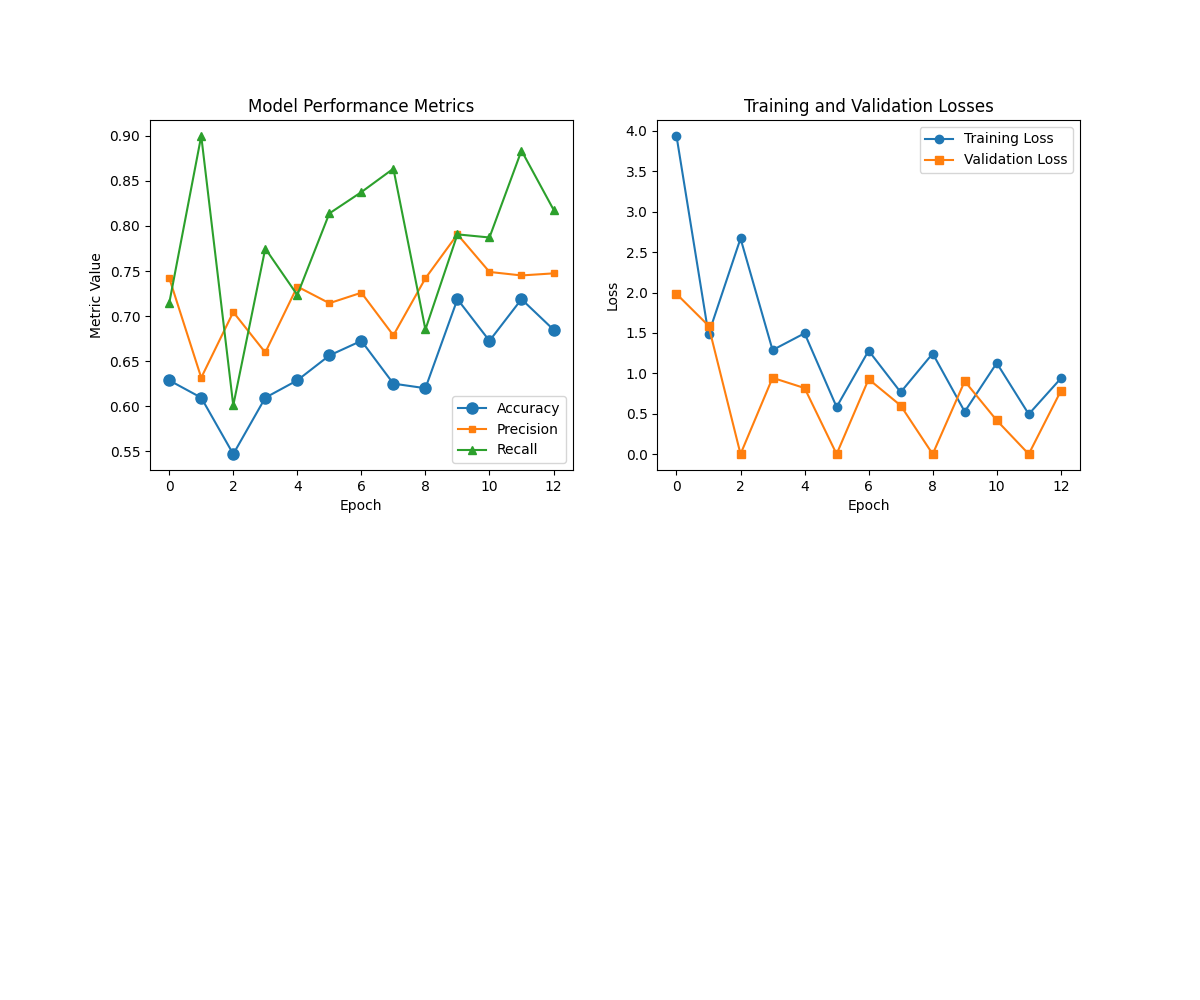 Model Performance Metrics
0.90
0.85
0.80
0.75
0.70
0.65
0.60
0.55
Metric Value
0 2 4 6 8 10 12
Epoch
Accuracy
Precision
Recall
Training and Validation Losses
4.0
3.5
3.0
2.5
2.0
1.5
1.0
0.5
0.0
Loss
0 2 4 6 8 10 12
Epoch
Training Loss
Validation Loss